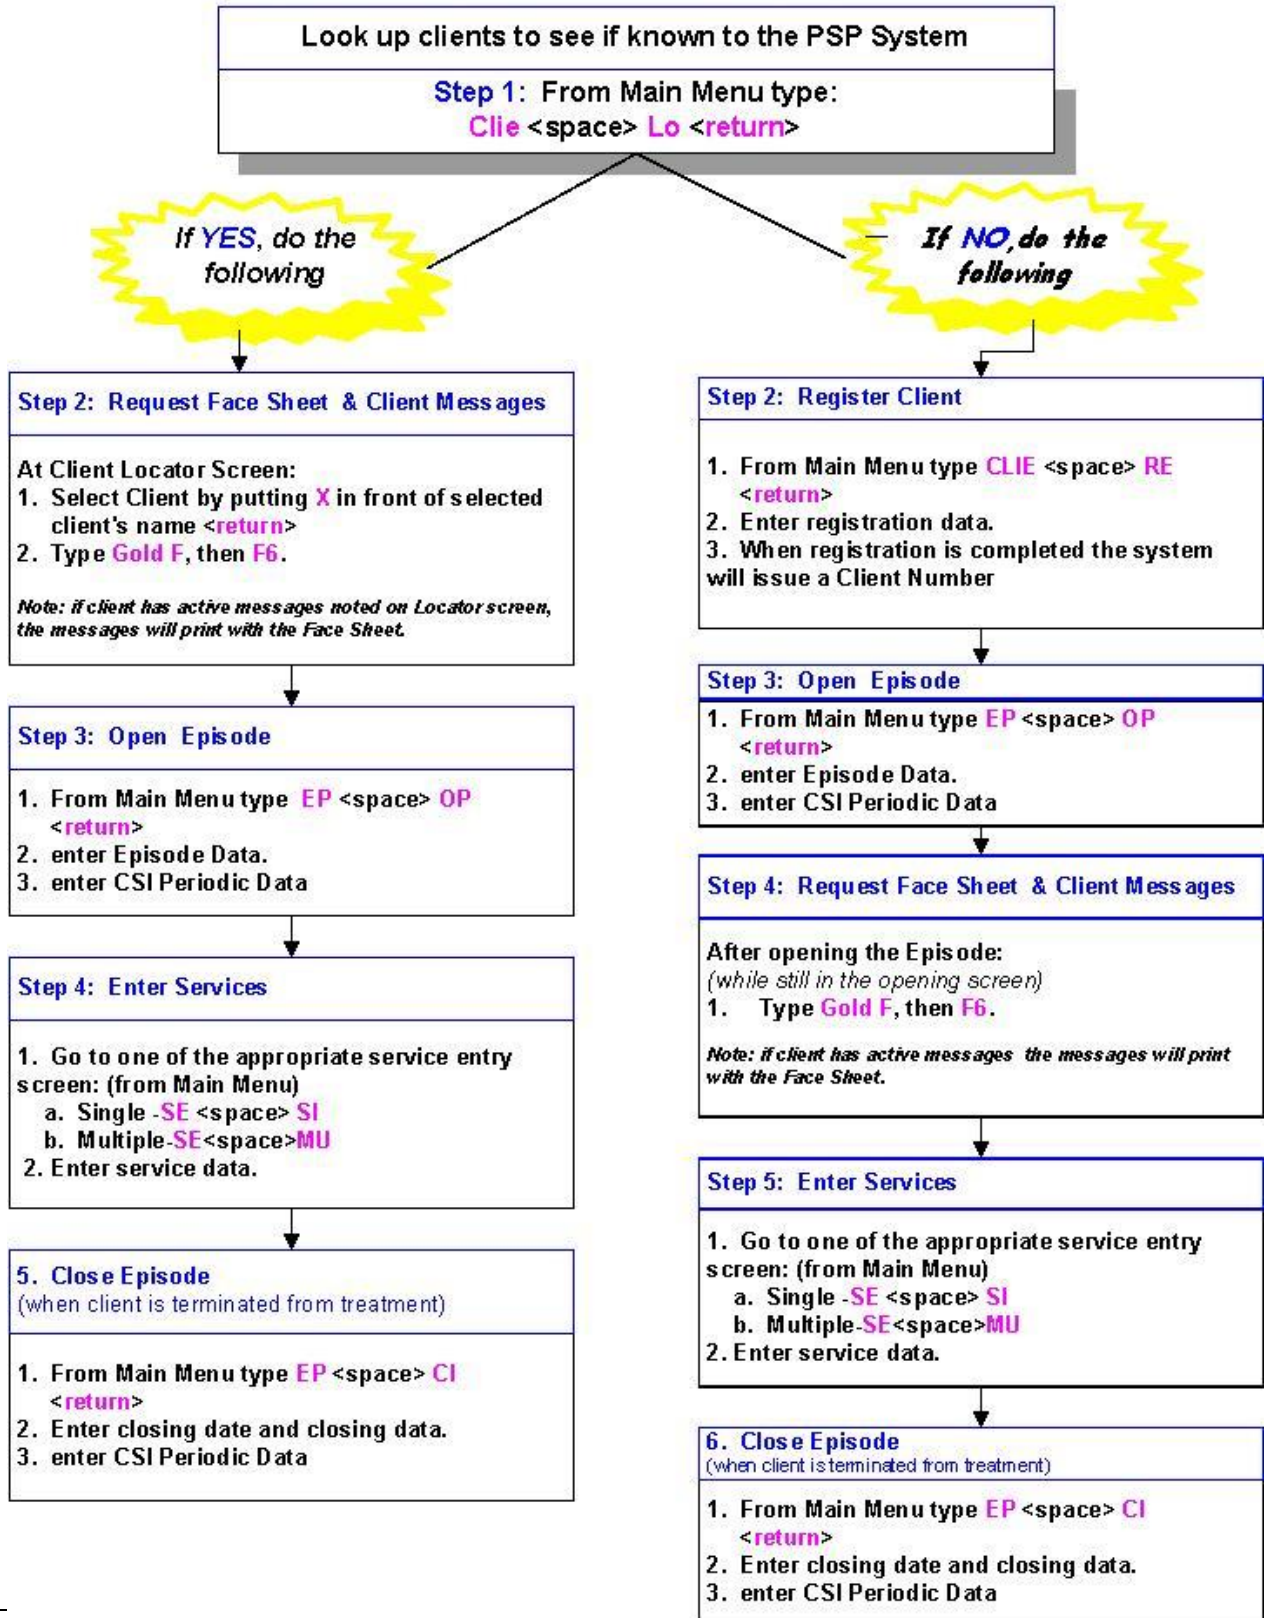 Look up clients to see if known to the PSP System
Step 1: From Main Menu type:
Clie <space> Lo <return>
If YES, do the
following
If NO, do the
following
Step 2: Request Face Sheet & Client Messages
At Client Locator Screen:
1. Select Client by putting X in front of selected
client's name <return>
2. Type Gold F, then F6.
Note: if client has active messages noted on Locator screen,
the messages will print with the Face Sheet.
Step 3: Open Episode
1. From Main Menu type EP <space> OP
<return>
2. enter Episode Data.
3. enter CSI Periodic Data
Step 4: Enter Services
1. Go to one of the appropriate service entry
screen: (from Main Menu)
a. Single -SE <space> SI
b. Multiple-SE<space>MU
2. Enter service data.
5. Close Episode
(when client is terminated from treatment)
1. From Main Menu type EP <space> Cl
<return>
2. Enter closing date and closing data.
3. enter CSI Periodic Data
Step 2: Register Client
1. From Main Menu type CLIE <space> RE
<return>
2. Enter registration data.
3. When registration is completed the system
will issue a Client Number
Step 3: Open Episode
1. From Main Menu type EP <space> OP
<return>
2. enter Episode Data.
3. enter CSI Periodic Data
Step 4: Request Face Sheet & Client Messages
After opening the Episode:
(while still in the opening screen)
1. Type Gold F, then F6.
Note: if client has active messages the messages will print
with the Face Sheet.
Step 5: Enter Services
1. Go to one of the appropriate service entry
screen: (from Main Menu)
a. Single -SE <space> SI
b. Multiple-SE<space>MU
2. Enter service data.
6. Close Episode
(when client is terminated from treatment)
1. From Main Menu type EP <space> Cl
<return>
2. Enter closing date and closing data.
3. enter CSI Periodic Data